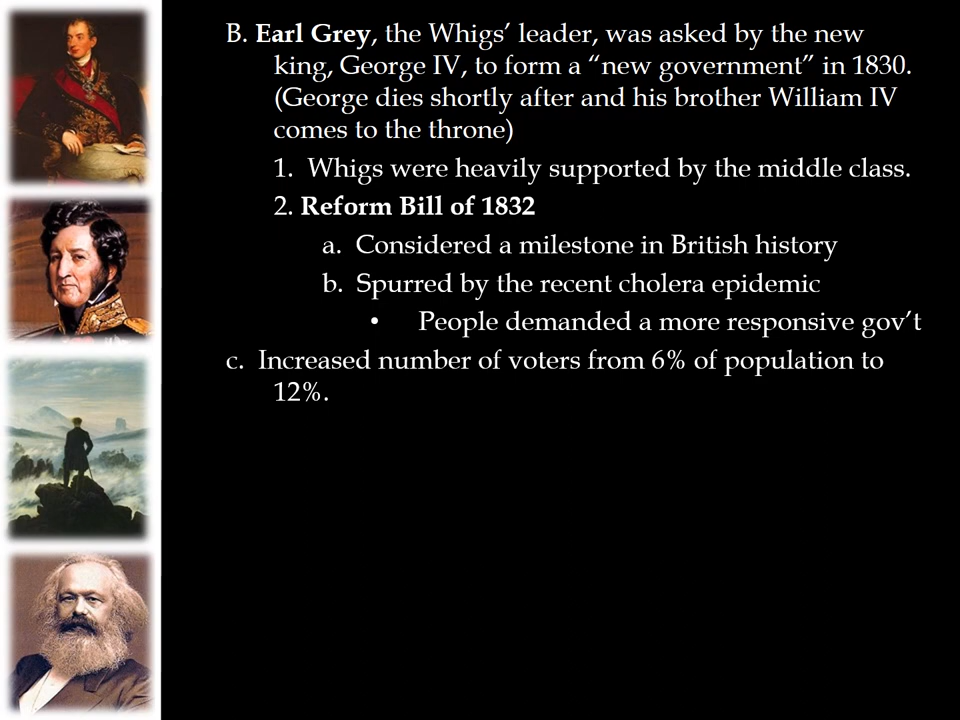 B. Earl Grey, the Whigs’ leader, was asked by the new
king, George IV, to form a “new government” in 1830.
(George dies shortly after and his brother William IV
comes to the throne)
1. Whigs were heavily supported by the middle class.
2. Reform Bill of 1832
a. Considered a milestone in British history
b. Spurred by the recent cholera epidemic
• People demanded a more responsive gov’t
c. Increased number of voters from 6% of population to
12%.